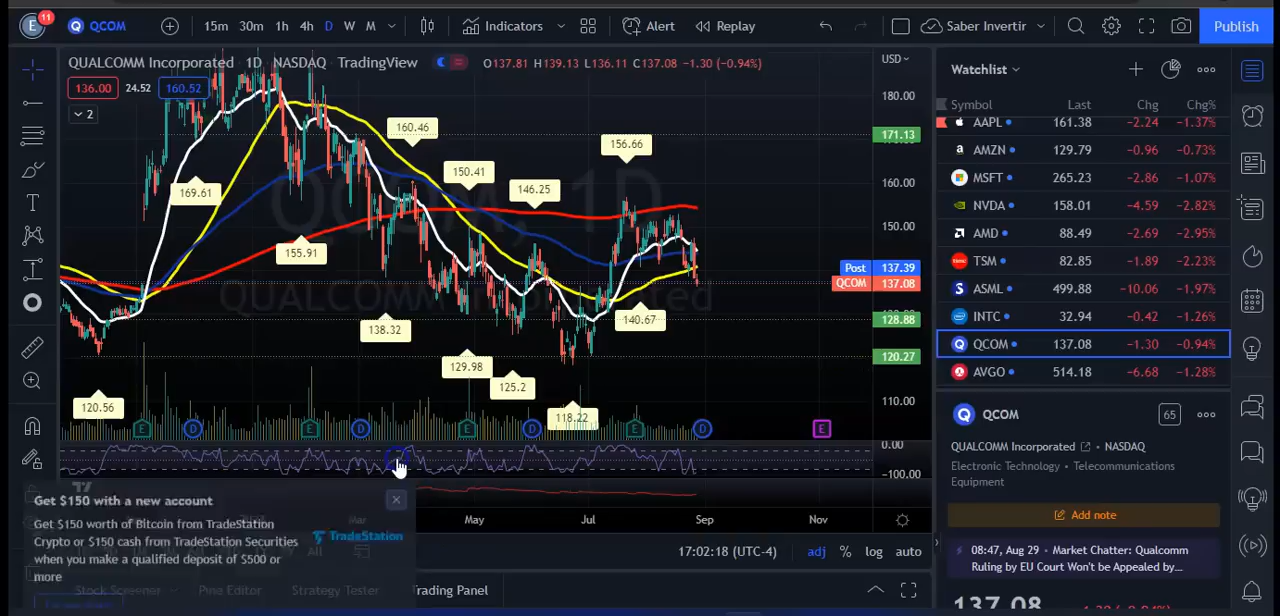 E
11
QCOM
15m 30m 1h 4h D W M
Indicators
Alert
Replay
Saber Invertir
Publish
QUALCOMM Incorporated · 1D · NASDAQ · TradingView
O137.81 H139.13 L136.11 C137.08 −1.30 (−0.94%)
136.00 24.52 160.52
2
USD
180.00
171.13
160.00
150.00
Post 137.39
QCOM 137.08
128.88
120.27
110.00
0.00
−100.00
QCOM, 1D
QUALCOMM Incorporated
160.46
156.66
150.41
146.25
169.61
155.91
138.32
140.67
129.98
125.2
118.22
120.56
E D E D E D E D E
Mar May Jul Sep Nov
Get $150 with a new account
Get $150 worth of Bitcoin from TradeStation
Crypto or $150 cash from TradeStation Securities
when you make a qualified deposit of $500 or
more
TradeStation
All
17:02:18 (UTC-4) adj % log auto
Stock Screener Pine Editor Strategy Tester Trading Panel
Watchlist
Symbol Last Chg Chg%
AAPL 161.38 −2.24 −1.37%
AMZN 129.79 −0.96 −0.73%
MSFT 265.23 −2.86 −1.07%
NVDA 158.01 −4.59 −2.82%
AMD 88.49 −2.69 −2.95%
TSM 82.85 −1.89 −2.23%
ASML 499.88 −10.06 −1.97%
INTC 32.94 −0.42 −1.26%
QCOM 137.08 −1.30 −0.94%
AVGO 514.18 −6.68 −1.28%
QCOM
65
QUALCOMM Incorporated · NASDAQ
Electronic Technology · Telecommunications
Equipment
Add note
08:47, Aug 29 · Market Chatter: Qualcomm
Ruling by EU Court Won't be Appealed by...
137.08